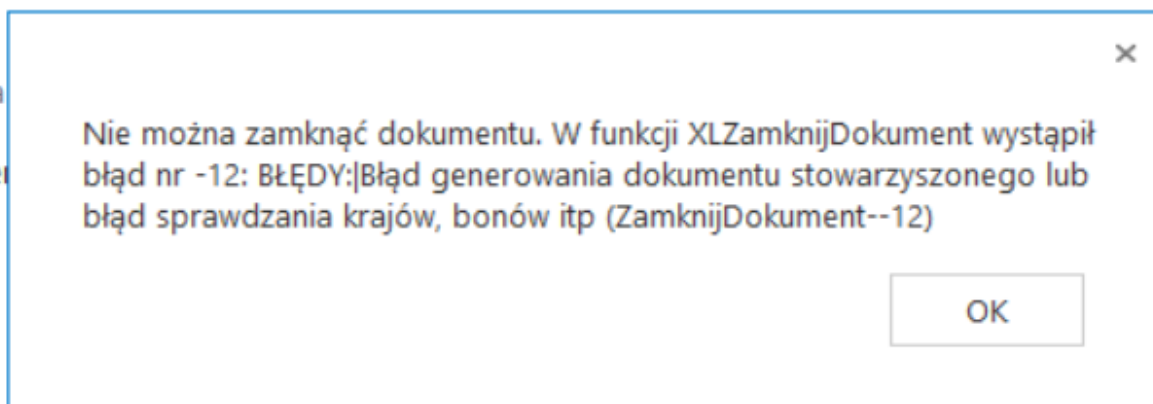 Nie można zamknąć dokumentu. W funkcji XLZamknijDokument wystąpił
błąd nr -12: BŁĘDY:|Błąd generowania dokumentu stowarzyszonego lub
błąd sprawdzania krajów, bonów itp (ZamknijDokument--12)
OK